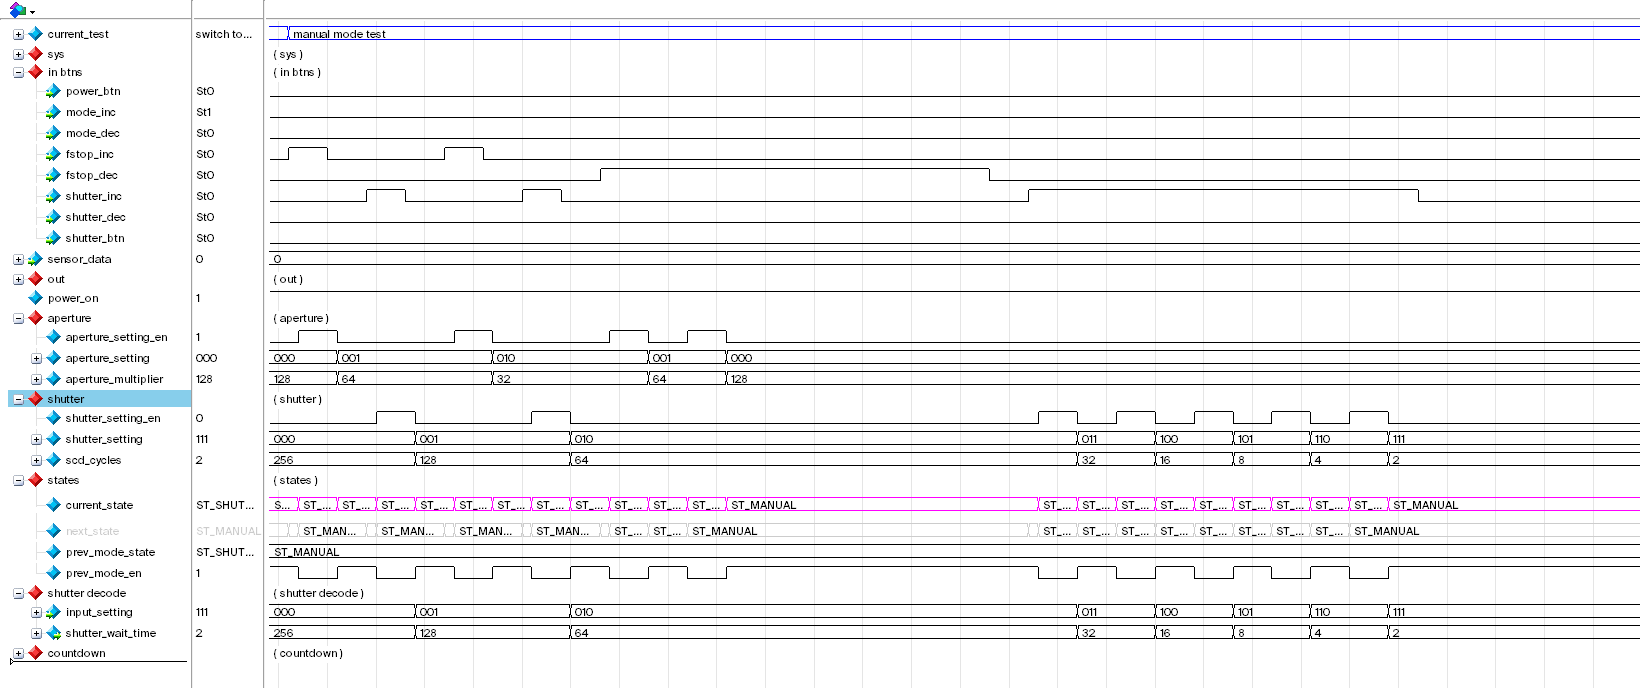 current_test switch to... manual mode test
sys ( sys )
in btns ( in btns )
power_btn St0
mode_inc St1
mode_dec St0
fstop_inc St0
fstop_dec St0
shutter_inc St0
shutter_dec St0
shutter_btn St0
sensor_data 0 0
out ( out )
power_on 1
aperture ( aperture )
aperture_setting_en 1
aperture_setting 000 000 001 010 001 000
aperture_multiplier 128 128 64 32 64 128
shutter ( shutter )
shutter_setting_en 0
shutter_setting 111 000 001 010 011 100 101 110 111
scd_cycles 2 256 128 64 32 16 8 4 2
states ( states )
current_state ST_SHUT... S... ST_... ST_... ST_... ST_... ST_... ST_... ST_... ST_... ST_... ST_... ST_... ST_MANUAL ST_... ST_... ST_... ST_... ST_... ST_... ST_... ST_... ST_... ST_MANUAL
next_state ST_MANUAL ST_MAN... ST_MAN... ST_MAN... ST_MAN... ST_... ST_... ST_MANUAL ST_... ST_... ST_... ST_... ST_... ST_... ST_... ST_... ST_MANUAL
prev_mode_state ST_SHUT... ST_MANUAL
prev_mode_en 1
shutter decode ( shutter decode )
input_setting 111 000 001 010 011 100 101 110 111
shutter_wait_time 2 256 128 64 32 16 8 4 2
countdown ( countdown )